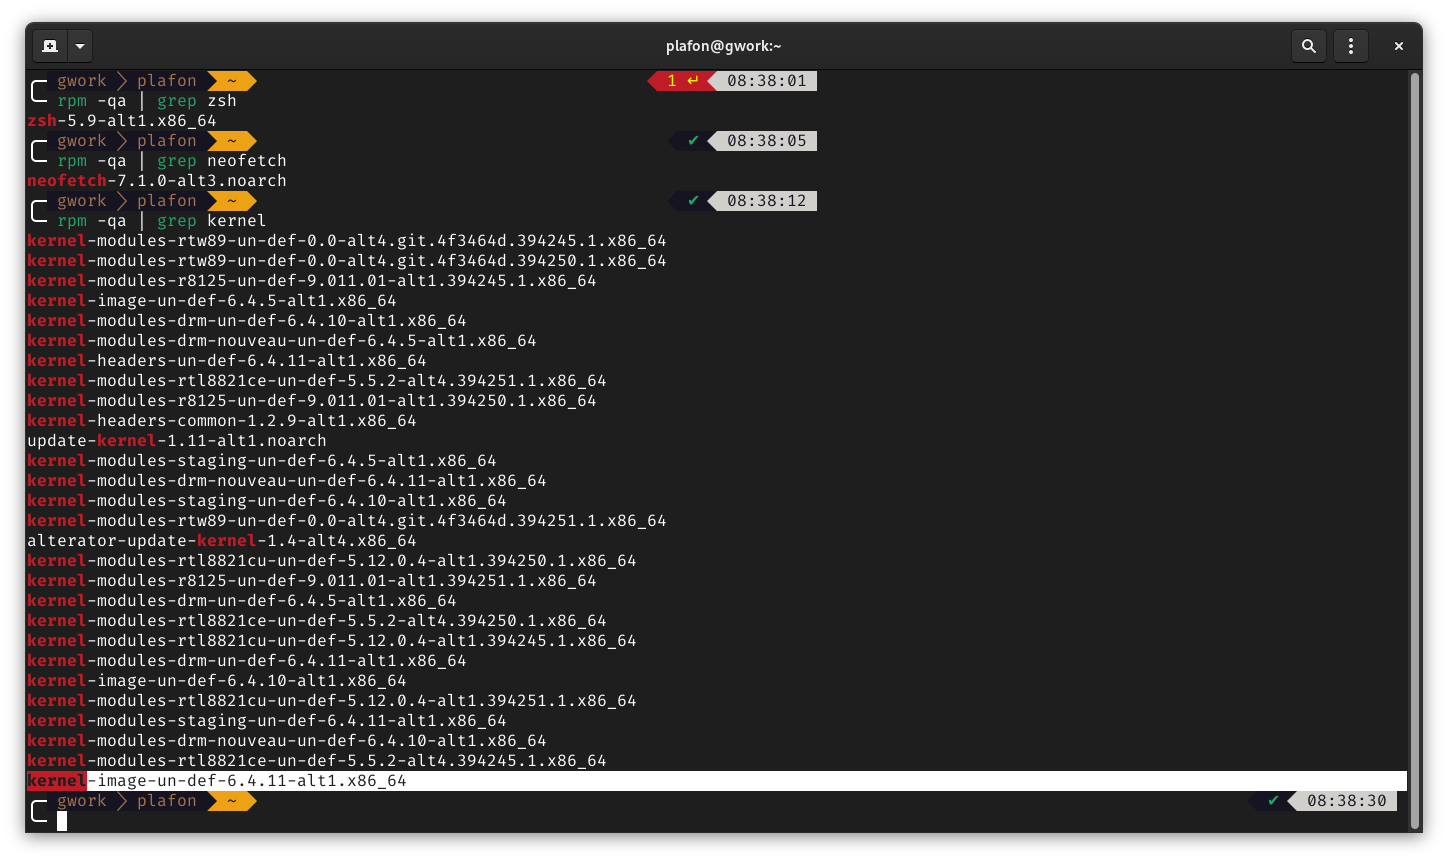 plafon@gwork:~
gwork plafon ~ 1 ↵ 08:38:01
rpm -qa | grep zsh
zsh-5.9-alt1.x86_64
gwork plafon ~ ✔ 08:38:05
rpm -qa | grep neofetch
neofetch-7.1.0-alt3.noarch
gwork plafon ~ ✔ 08:38:12
rpm -qa | grep kernel
kernel-modules-rtw89-un-def-0.0-alt4.git.4f3464d.394245.1.x86_64
kernel-modules-rtw89-un-def-0.0-alt4.git.4f3464d.394250.1.x86_64
kernel-modules-r8125-un-def-9.011.01-alt1.394245.1.x86_64
kernel-image-un-def-6.4.5-alt1.x86_64
kernel-modules-drm-un-def-6.4.10-alt1.x86_64
kernel-modules-drm-nouveau-un-def-6.4.5-alt1.x86_64
kernel-headers-un-def-6.4.11-alt1.x86_64
kernel-modules-rtl8821ce-un-def-5.5.2-alt4.394251.1.x86_64
kernel-modules-r8125-un-def-9.011.01-alt1.394250.1.x86_64
kernel-headers-common-1.2.9-alt1.x86_64
update-kernel-1.11-alt1.noarch
kernel-modules-staging-un-def-6.4.5-alt1.x86_64
kernel-modules-drm-nouveau-un-def-6.4.11-alt1.x86_64
kernel-modules-staging-un-def-6.4.10-alt1.x86_64
kernel-modules-rtw89-un-def-0.0-alt4.git.4f3464d.394251.1.x86_64
alterator-update-kernel-1.4-alt4.x86_64
kernel-modules-rtl8821cu-un-def-5.12.0.4-alt1.394250.1.x86_64
kernel-modules-r8125-un-def-9.011.01-alt1.394251.1.x86_64
kernel-modules-drm-un-def-6.4.5-alt1.x86_64
kernel-modules-rtl8821ce-un-def-5.5.2-alt4.394250.1.x86_64
kernel-modules-rtl8821cu-un-def-5.12.0.4-alt1.394245.1.x86_64
kernel-modules-drm-un-def-6.4.11-alt1.x86_64
kernel-image-un-def-6.4.10-alt1.x86_64
kernel-modules-rtl8821cu-un-def-5.12.0.4-alt1.394251.1.x86_64
kernel-modules-staging-un-def-6.4.11-alt1.x86_64
kernel-modules-drm-nouveau-un-def-6.4.10-alt1.x86_64
kernel-modules-rtl8821ce-un-def-5.5.2-alt4.394245.1.x86_64
kernel-image-un-def-6.4.11-alt1.x86_64
gwork plafon ~ ✔ 08:38:30